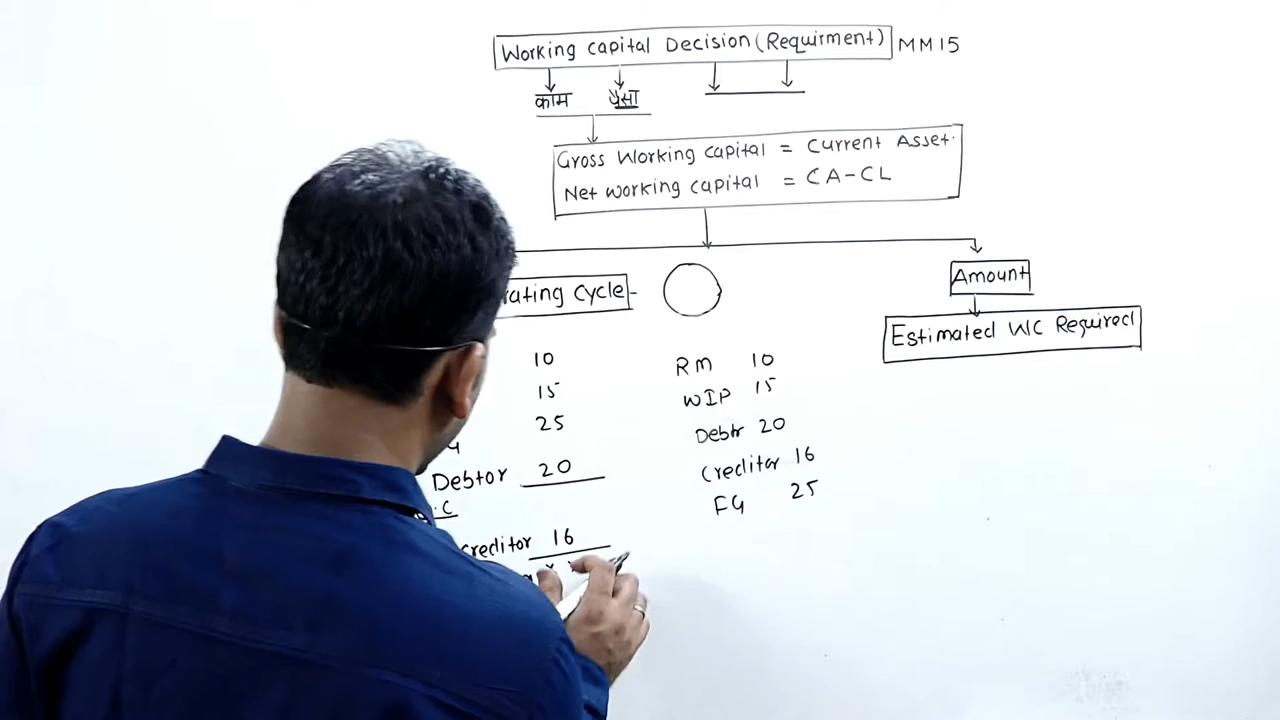 Working Capital Decision (Requirment) MM15
काम पैसा
Gross Working Capital = Current Asset.
Net Working Capital = CA-CL
rating Cycle-
Amount
Estimated WC Required
10
15
25
Debtor 20
.C
Creditor 16
RM 10
WIP 15
Debtr 20
Creditor 16
FG 25